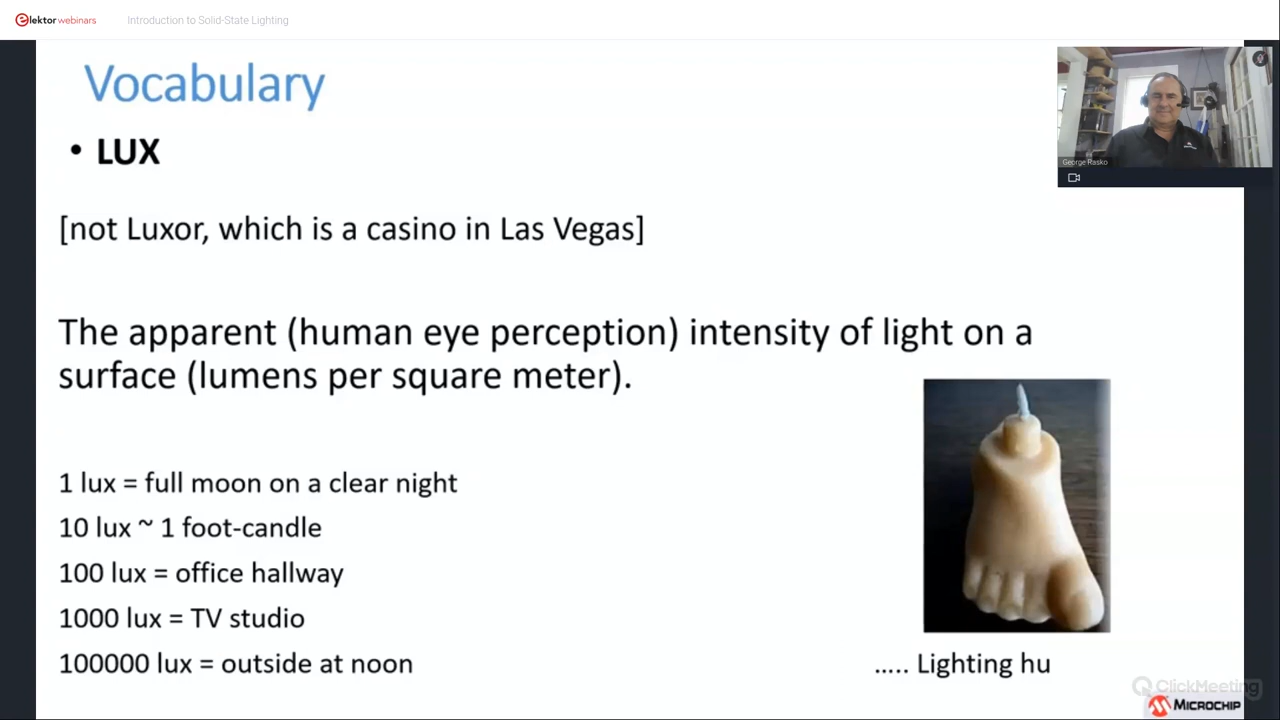 elektor webinars
Introduction to Solid-State Lighting
Vocabulary
George Rasko
• LUX
[not Luxor, which is a casino in Las Vegas]
The apparent (human eye perception) intensity of light on a
surface (lumens per square meter).
1 lux = full moon on a clear night
10 lux ~ 1 foot-candle
100 lux = office hallway
1000 lux = TV studio
100000 lux = outside at noon
..... Lighting hu
ClickMeeting
MICROCHIP